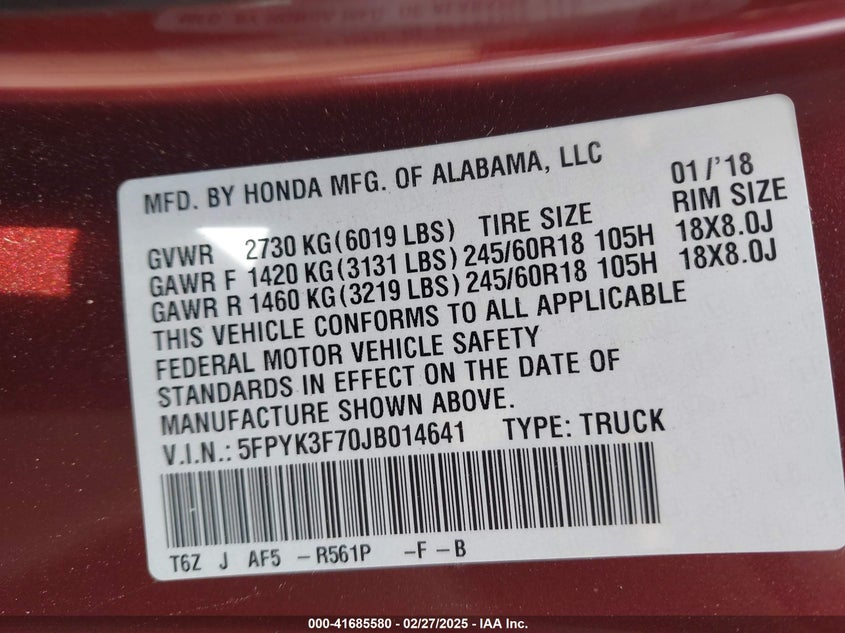 MFD. BY HONDA MFG. OF ALABAMA, LLC 01/'18
GVWR 2730 KG(6019 LBS) TIRE SIZE RIM SIZE
GAWR F 1420 KG(3131 LBS) 245/60R18 105H 18X8.0J
GAWR R 1460 KG(3219 LBS) 245/60R18 105H 18X8.0J
THIS VEHICLE CONFORMS TO ALL APPLICABLE
FEDERAL MOTOR VEHICLE SAFETY
STANDARDS IN EFFECT ON THE DATE OF
MANUFACTURE SHOWN ABOVE.
V.I.N.: 5FPYK3F70JB014641 TYPE: TRUCK
T6Z J AF5 -R561P -F -B
000-41685580 - 02/27/2025 - IAA Inc.